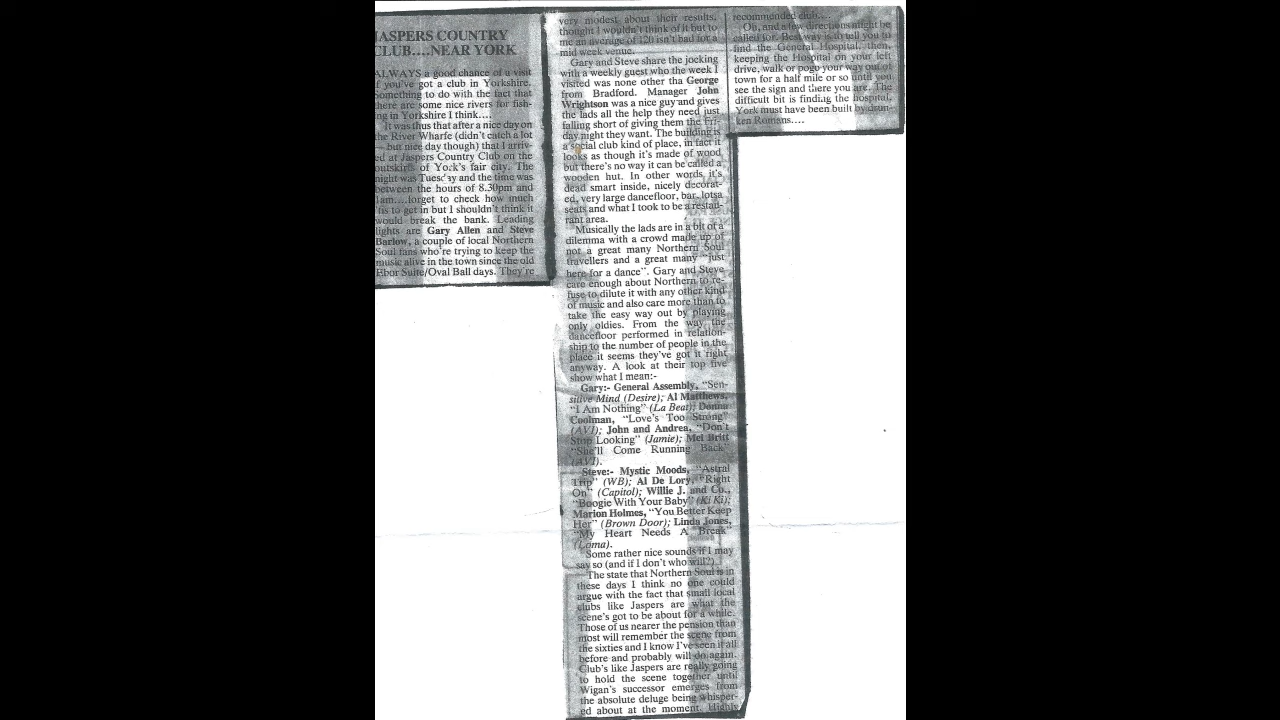 JASPERS COUNTRY
CLUB....NEAR YORK
ALWAYS a good chance of a visit
if you've got a club in Yorkshire.
Something to do with the fact that
there are some nice rivers for fish-
ing in Yorkshire I think....
It was thus that after a nice day on
the River Wharfe (didn't catch a lot
— but nice day though) that I arriv-
ed at Jaspers Country Club on the
outskirts of York's fair city. The
night was Tuesday and the time was
between the hours of 8.30pm and
1am....forget to check how much
'tis to get in but I shouldn't think it
would break the bank. Leading
lights are Gary Allen and Steve
Barlow, a couple of local Northern
Soul fans who're trying to keep the
music alive in the town since the old
Ebor Suite/Oval Ball days. They're
very modest about their results,
thought I wouldn't think of it but to
me an average of 120 isn't bad for a
mid week venue.
Gary and Steve share the jocking
with a weekly guest who the week I
visited was none other tha George
from Bradford. Manager John
Wrightson was a nice guy and gives
the lads all the help they need just
falling short of giving them the Fri-
day night they want. The building is
a social club kind of place, in fact it
looks as though it's made of wood
but there's no way it can be called a
wooden hut. In other words it's
dead smart inside, nicely decorat-
ed, very large dancefloor, bar, lotsa
seats and what I took to be a restau-
rant area.
Musically the lads are in a bit of a
dilemma with a crowd made up of
not a great many Northern Soul
travellers and a great many "just
here for a dance". Gary and Steve
care enough about Northern to re-
fuse to dilute it with any other kind
of music and also care more than to
take the easy way out by playing
only oldies. From the way the
dancefloor performed in relation-
ship to the number of people in the
place it seems they've got it right
anyway. A look at their top five
show what I mean:-
Gary:- General Assembly, "Sen-
sitive Mind (Desire); Al Matthews,
"I Am Nothing" (La Beat); Donna
Coolman, "Love's Too Strong"
(AVI); John and Andrea, "Don't
Stop Looking" (Jamie); Mel Britt
"She'll Come Running Back"
(AVI).
Steve:- Mystic Moods, "Astral
Trip" (WB); Al De Lory, "Right
On" (Capitol); Willie J. and Co.,
"Boogie With Your Baby" (Ki Ki);
Marion Holmes, "You Better Keep
Her" (Brown Door); Linda Jones,
"My Heart Needs A Break"
(Loma).
Some rather nice sounds if I may
say so (and if I don't who will?).
The state that Northern Soul is in
these days I think no one could
argue with the fact that small local
clubs like Jaspers are what the
scene's got to be about for a while.
Those of us nearer the pension than
most will remember the scene from
the sixties and I know I've seen it all
before and probably will do again.
Club's like Jaspers are really going
to hold the scene together until
Wigan's successor emerges from
the absolute deluge being whisper-
ed about at the moment. Highly
recommended club....
Oh, and a few directions might be
called for. Best way is to tell you to
find the General Hospital, then,
keeping the Hospital on your left
drive, walk or pogo your way out of
town for a half mile or so until you
see the sign and there you are. The
difficult bit is finding the hospital.
York must have been built by drun-
ken Romans....